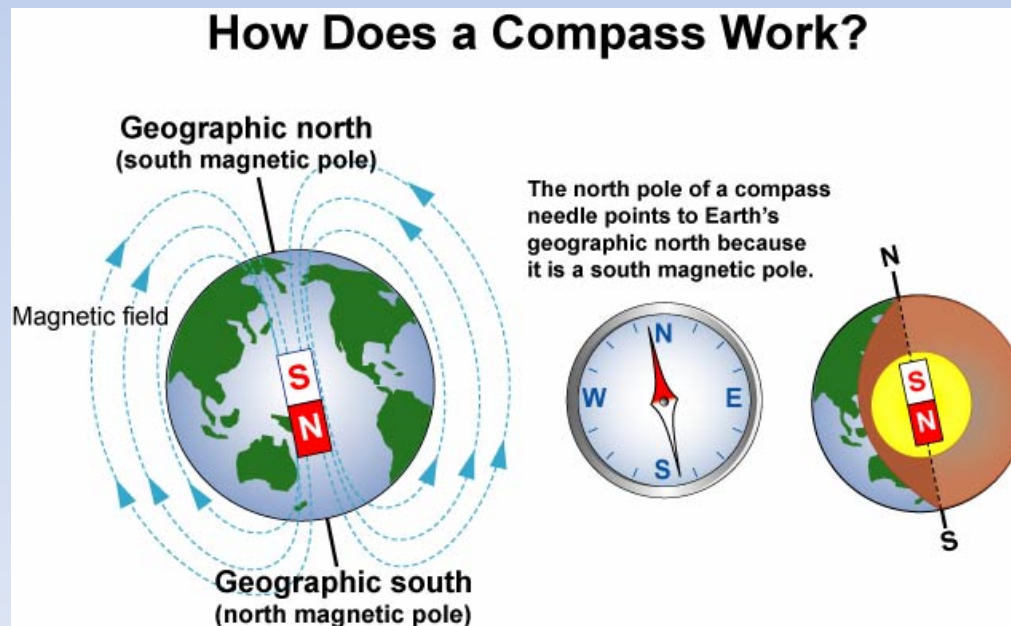 How Does a Compass Work?
Geographic north
(south magnetic pole)
Magnetic field
S
N
Geographic south
(north magnetic pole)
The north pole of a compass
needle points to Earth's
geographic north because
it is a south magnetic pole.
N
W
E
S
N
S
N
S